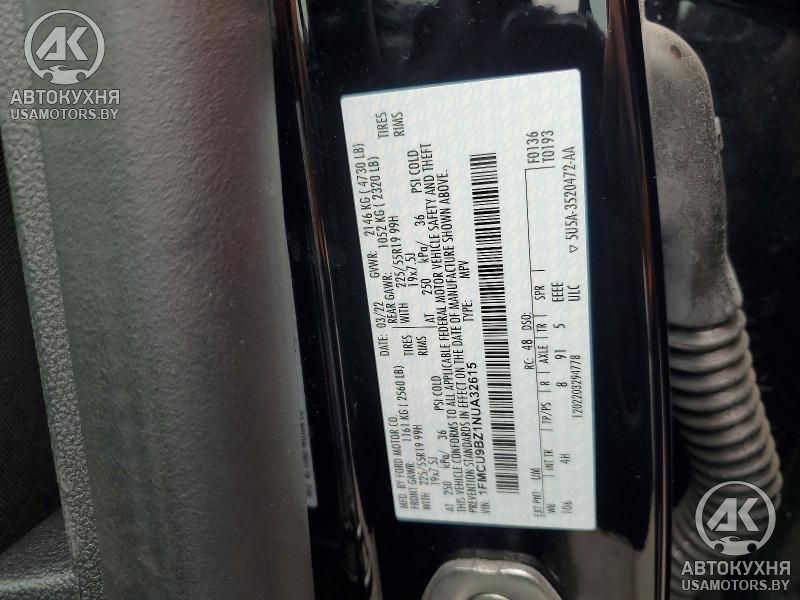 АВТОКУХНЯ
USAMOTORS.BY
MFD. BY FORD MOTOR CO. DATE: 03/22 GVWR: 2146 KG ( 4730 LB)
FRONT GAWR: 1161 KG ( 2560 LB) REAR GAWR: 1052 KG ( 2320 LB)
WITH 225/55R19 99H TIRES WITH 225/55R19 99H TIRES
19x7.5J RIMS 19x7.5J RIMS
AT 250 kPa/ 36 PSI COLD AT 250 kPa/ 36 PSI COLD
THIS VEHICLE CONFORMS TO ALL APPLICABLE FEDERAL MOTOR VEHICLE SAFETY AND THEFT
PREVENTION STANDARDS IN EFFECT ON THE DATE OF MANUFACTURE SHOWN ABOVE.
VIN: 1FMCU9BZ1NUA32615 TYPE: MPV
F0136
EXT PNT: UM RC: 48 DSO: T0193
WB INT TR TP/PS R AXLE TR SPR
106 4H 8 91 5 EEEE
ULC
1202203294778 ▽ 5U5A-3520472-AA
АВТОКУХНЯ
USAMOTORS.BY